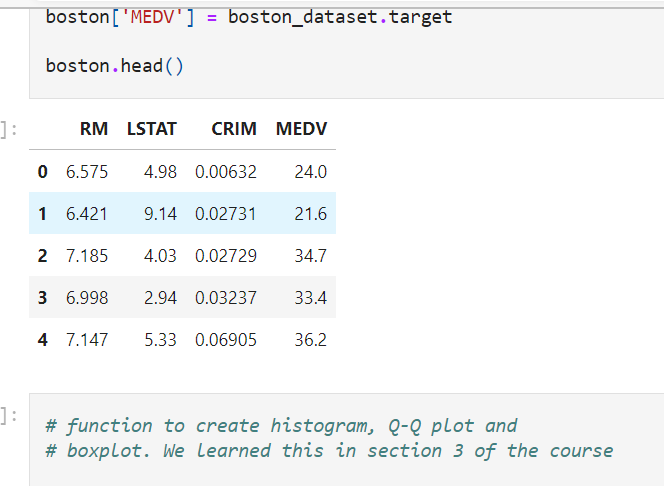 boston['MEDV'] = boston_dataset.target
boston.head()
]:
RM LSTAT CRIM MEDV
0 6.575 4.98 0.00632 24.0
1 6.421 9.14 0.02731 21.6
2 7.185 4.03 0.02729 34.7
3 6.998 2.94 0.03237 33.4
4 7.147 5.33 0.06905 36.2
]:
# function to create histogram, Q-Q plot and
# boxplot. We learned this in section 3 of the course